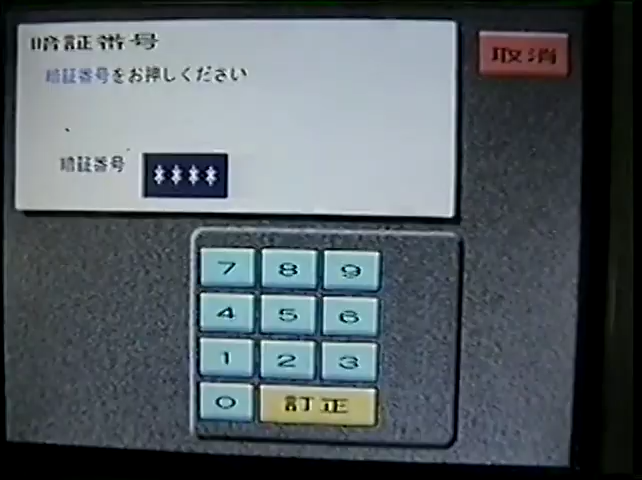 暗証番号
取消
暗証番号をお押しください
暗証番号 ****
7 8 9
4 5 6
1 2 3
0 訂正